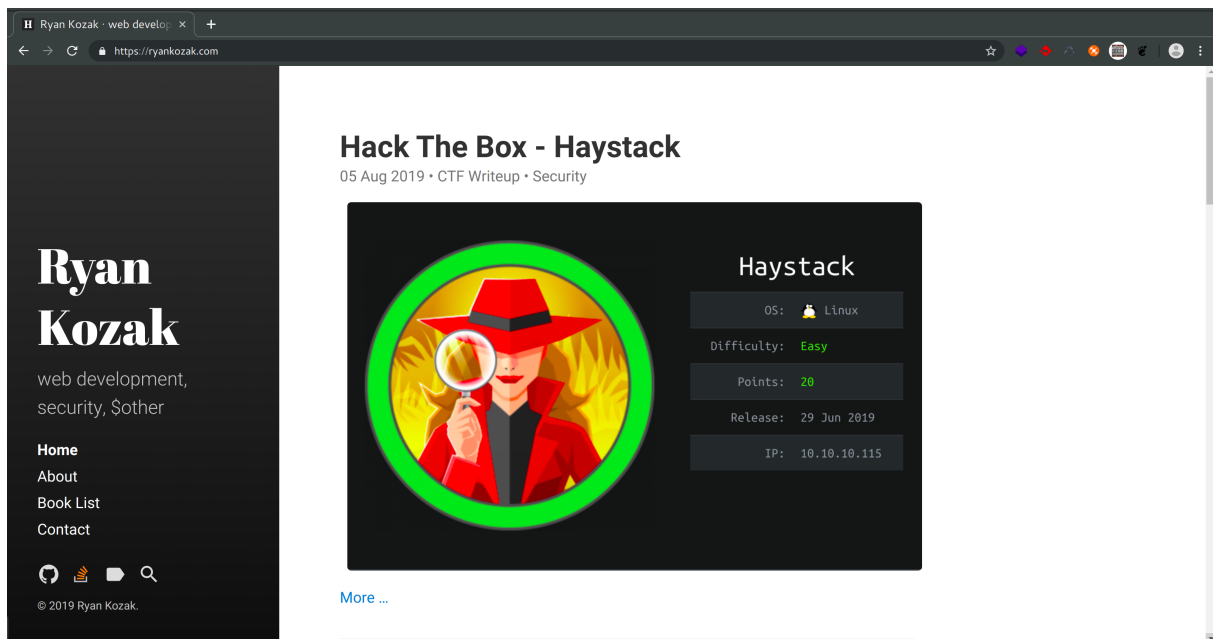 H Ryan Kozak · web develop
https://ryankozak.com
Ryan
Kozak
web development,
security, $other
Home
About
Book List
Contact
© 2019 Ryan Kozak.
Hack The Box - Haystack
05 Aug 2019 • CTF Writeup • Security
Haystack
OS: Linux
Difficulty: Easy
Points: 20
Release: 29 Jun 2019
IP: 10.10.10.115
More ...